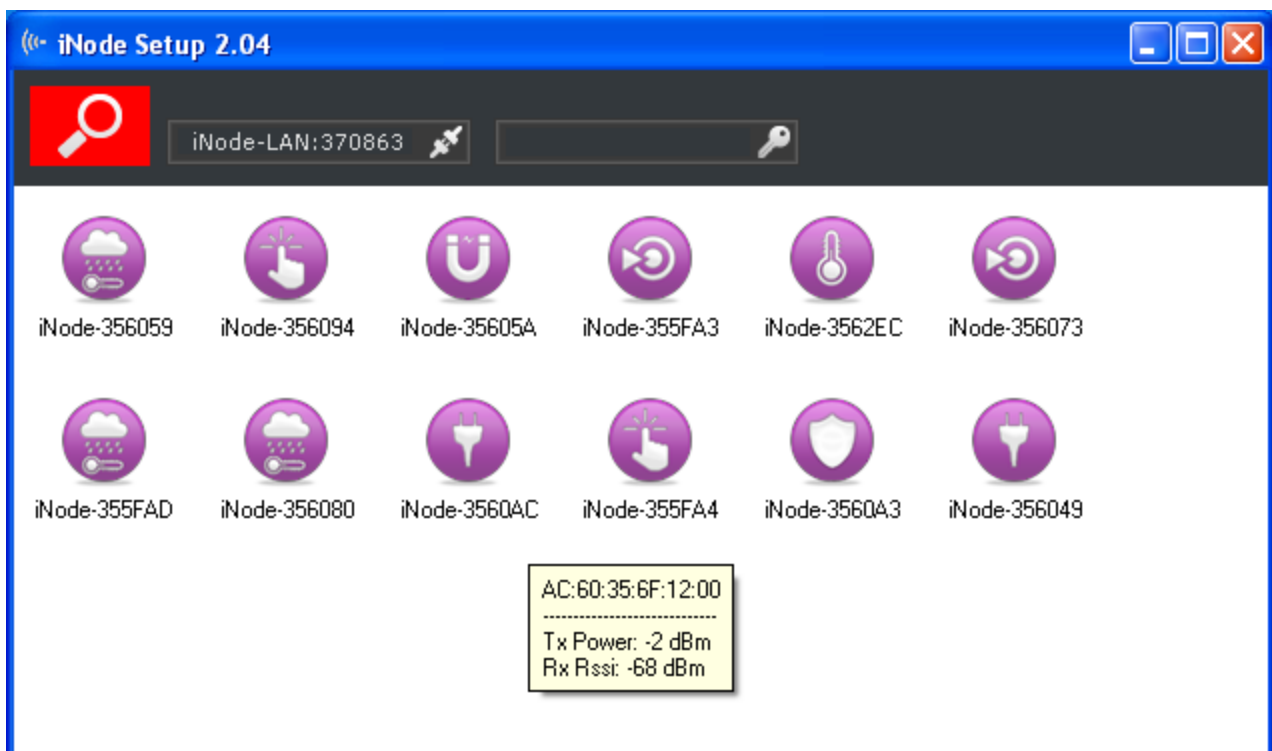 iNode Setup 2.04
iNode-LAN:370863
iNode-356059 iNode-356094 iNode-35605A iNode-355FA3 iNode-3562EC iNode-356073
iNode-355FAD iNode-356080 iNode-3560AC iNode-355FA4 iNode-3560A3 iNode-356049
AC:60:35:6F:12:00
----------------------------
Tx Power: -2 dBm
Rx Rssi: -68 dBm